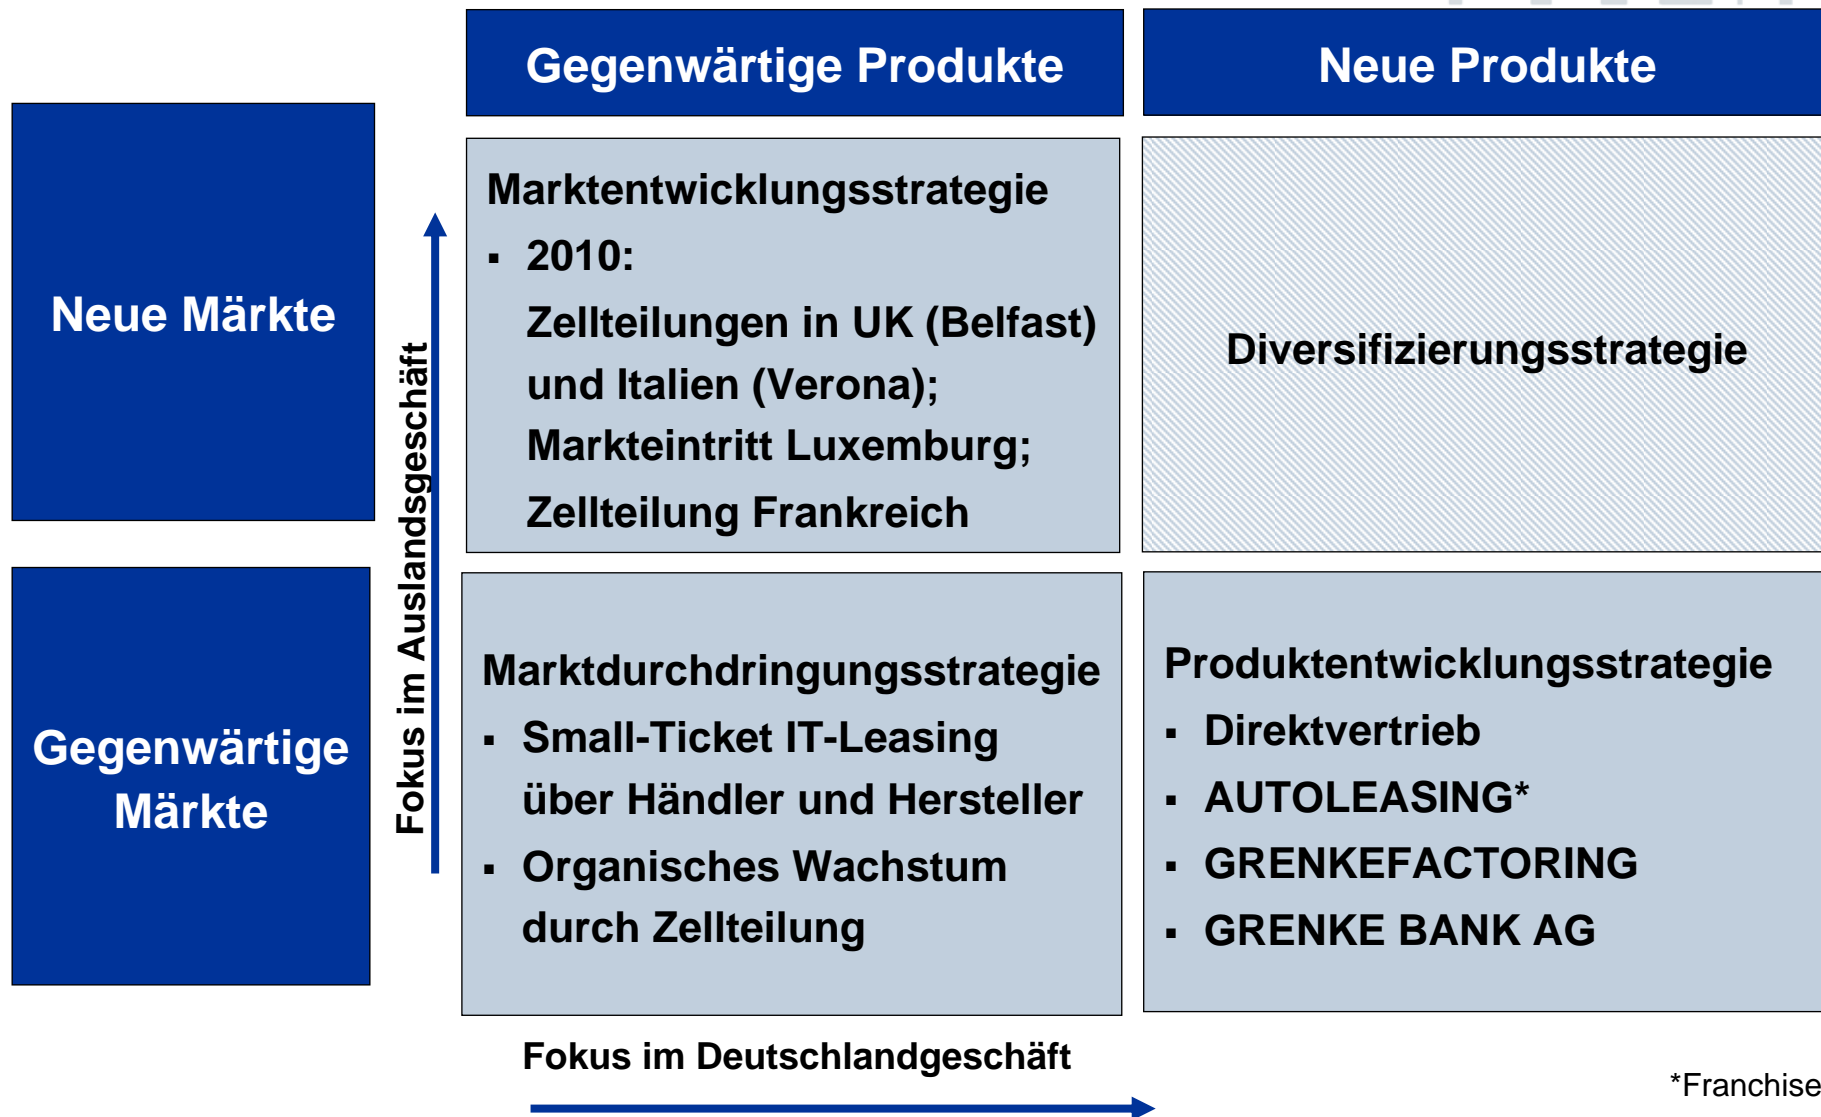 Gegenwärtige Produkte
Neue Produkte
Neue Märkte
Fokus im Auslandsgeschäft
Marktentwicklungsstrategie
▪ 2010:
Zellteilungen in UK (Belfast)
und Italien (Verona);
Markteintritt Luxemburg;
Zellteilung Frankreich
Diversifizierungsstrategie
Gegenwärtige
Märkte
Marktdurchdringungsstrategie
▪ Small-Ticket IT-Leasing
über Händler und Hersteller
▪ Organisches Wachstum
durch Zellteilung
Produktentwicklungsstrategie
▪ Direktvertrieb
▪ AUTOLEASING*
▪ GRENKEFACTORING
▪ GRENKE BANK AG
Fokus im Deutschlandgeschäft
*Franchise